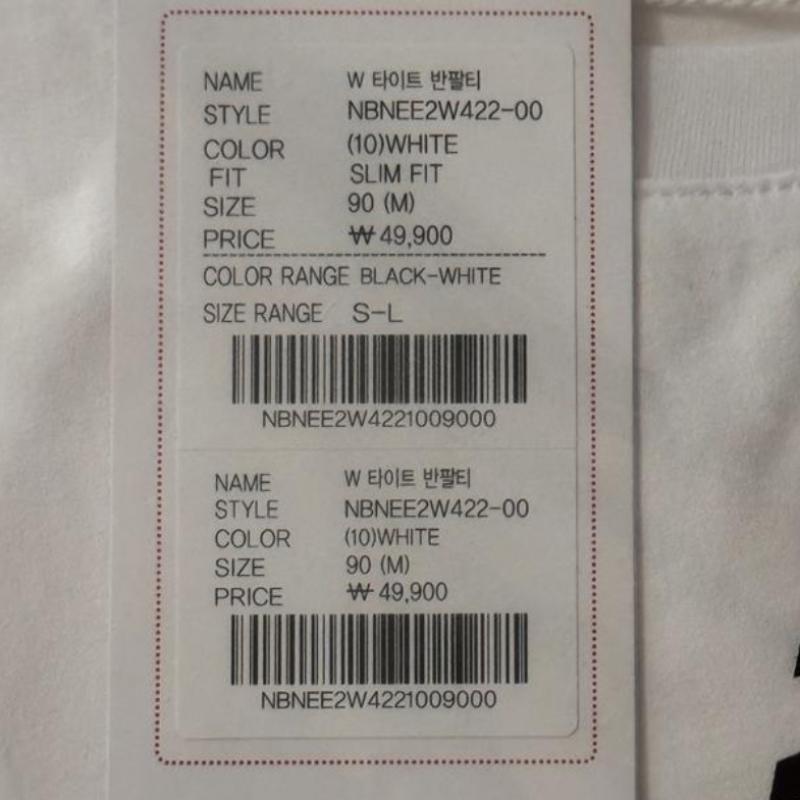 NAME W 타이트 반팔티
STYLE NBNEE2W422-00
COLOR (10)WHITE
FIT SLIM FIT
SIZE 90 (M)
PRICE ₩ 49,900
COLOR RANGE BLACK-WHITE
SIZE RANGE S-L
NBNEE2W4221009000
NAME W 타이트 반팔티
STYLE NBNEE2W422-00
COLOR (10)WHITE
SIZE 90 (M)
PRICE ₩ 49,900
NBNEE2W4221009000